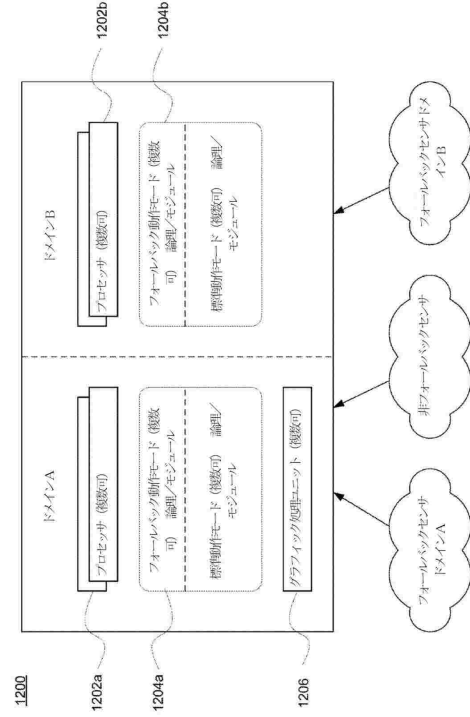 1200
ドメインA
ドメインB
プロセッサ（複数可）
プロセッサ（複数可）
1202a
1202b
フォールバック動作モード（複数
可）　論理／モジュール
標準動作モード（複数可）　論理／
モジュール
フォールバック動作モード（複数
可）　論理／モジュール
標準動作モード（複数可）　論理／
モジュール
1204a
1204b
グラフィック処理ユニット（複数可）
1206
フォールバックセンサ
ドメインA
非フォールバックセンサ
フォールバックセンサドメ
インB